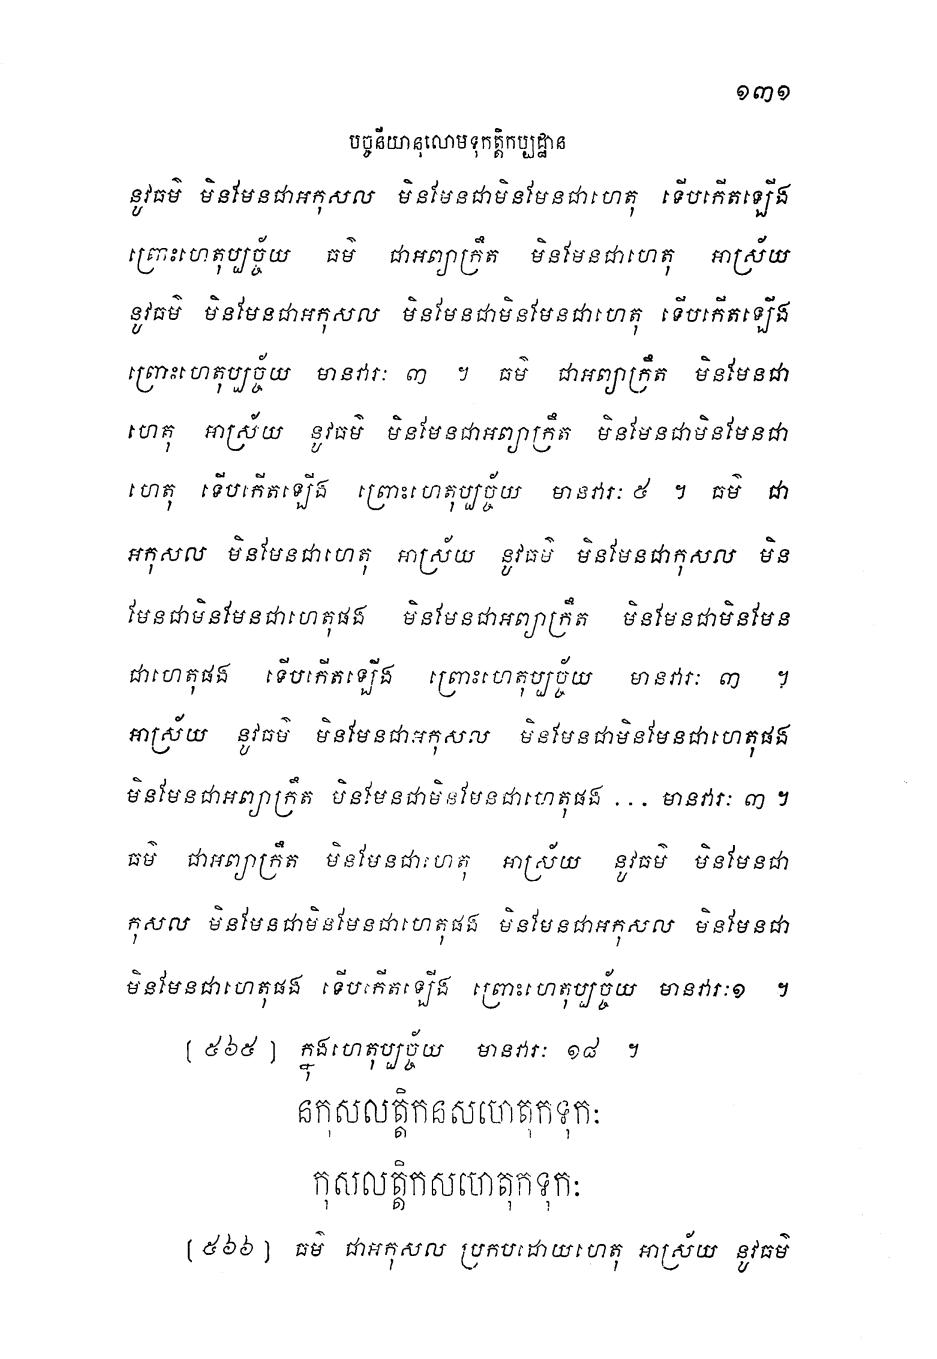 ១៣១
បច្ចនីយានុលោមទុកត្តិកប្បដ្ឋាន
នូវធម៌ មិនមែនជាអកុសល មិនមែនជាមិនមែនជាហេតុ ទើបកើតឡើង
ព្រោះហេតុប្បច្ច័យ ធម៌ ជាអព្យាក្រឹត មិនមែនជាហេតុ អាស្រ័យ
នូវធម៌ មិនមែនជាអកុសល មិនមែនជាមិនមែនជាហេតុ ទើបកើតឡើង
ព្រោះហេតុប្បច្ច័យ មានវារៈ ៣ ។ ធម៌ ជាអព្យាក្រឹត មិនមែនជា
ហេតុ អាស្រ័យ នូវធម៌ មិនមែនជាអព្យាក្រឹត មិនមែនជាមិនមែនជា
ហេតុ ទើបកើតឡើង ព្រោះហេតុប្បច្ច័យ មានវារៈ ៥ ។ ធម៌ ជា
អកុសល មិនមែនជាហេតុ អាស្រ័យ នូវធម៌ មិនមែនជាកុសល មិន
មែនជាមិនមែនជាហេតុផង មិនមែនជាអព្យាក្រឹត មិនមែនជាមិនមែន
ជាហេតុផង ទើបកើតឡើង ព្រោះហេតុប្បច្ច័យ មានវារៈ ៣ ។
អាស្រ័យ នូវធម៌ មិនមែនជាអកុសល មិនមែនជាមិនមែនជាហេតុផង
មិនមែនជាអព្យាក្រឹត មិនមែនជាមិនមែនជាហេតុផង ... មានវារៈ ៣ ។
ធម៌ ជាអព្យាក្រឹត មិនមែនជាហេតុ អាស្រ័យ នូវធម៌ មិនមែនជា
កុសល មិនមែនជាមិនមែនជាហេតុផង មិនមែនជាអកុសល មិនមែនជា
មិនមែនជាហេតុផង ទើបកើតឡើង ព្រោះហេតុប្បច្ច័យ មានវារៈ១ ។
[ ៥៦៥ ] ក្នុងហេតុប្បច្ច័យ មានវារៈ ១៨ ។
នកុសលត្តិកនសហេតុកទុកៈ
កុសលត្តិកសហេតុកទុកៈ
[ ៥៦៦ ] ធម៌ ជាអកុសល ប្រកបដោយហេតុ អាស្រ័យ នូវធម៌